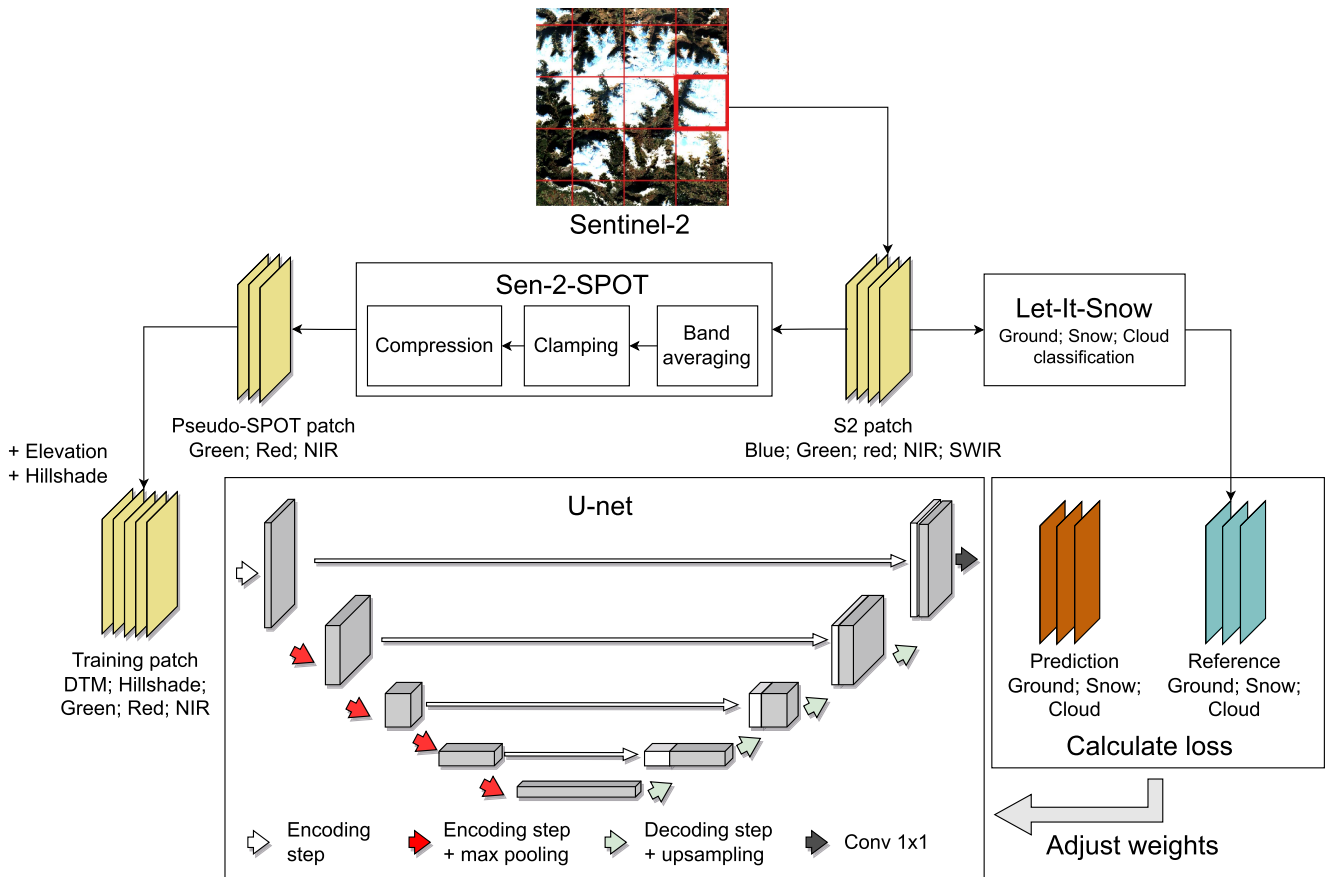 Sentinel-2
Sen-2-SPOT
Compression
Clamping
Band
averaging
Let-It-Snow
Ground; Snow; Cloud
classification
Pseudo-SPOT patch
Green; Red; NIR
S2 patch
Blue; Green; red; NIR; SWIR
+ Elevation
+ Hillshade
Training patch
DTM; Hillshade;
Green; Red; NIR
U-net
Prediction
Ground; Snow;
Cloud
Reference
Ground; Snow;
Cloud
Calculate loss
Adjust weights
Encoding
step
Encoding step
+ max pooling
Decoding step
+ upsampling
Conv 1x1